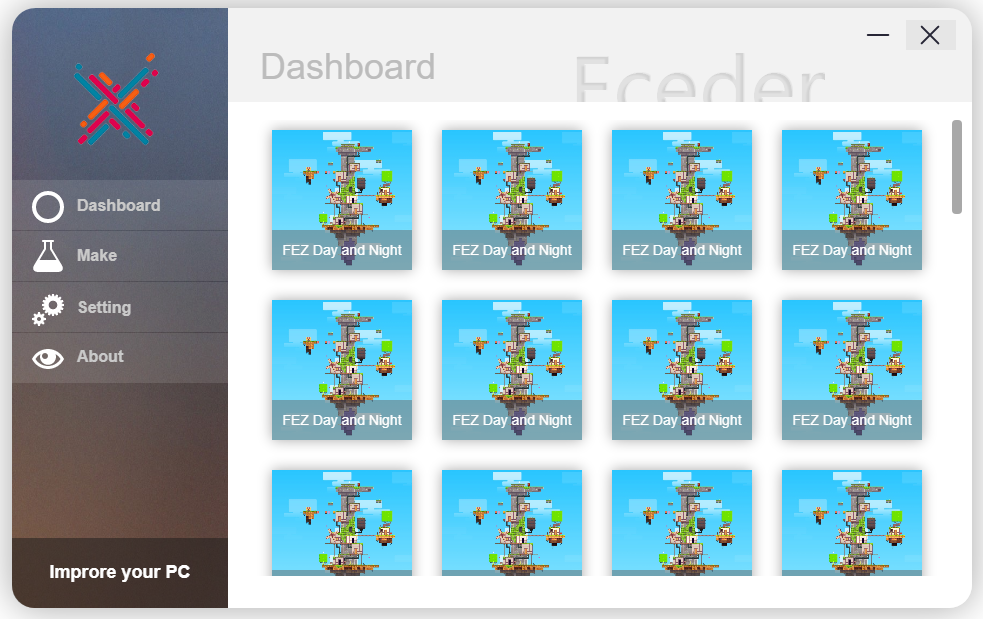 Dashboard
Eceder
Dashboard
Make
Setting
About
Improre your PC
FEZ Day and Night
FEZ Day and Night
FEZ Day and Night
FEZ Day and Night
FEZ Day and Night
FEZ Day and Night
FEZ Day and Night
FEZ Day and Night